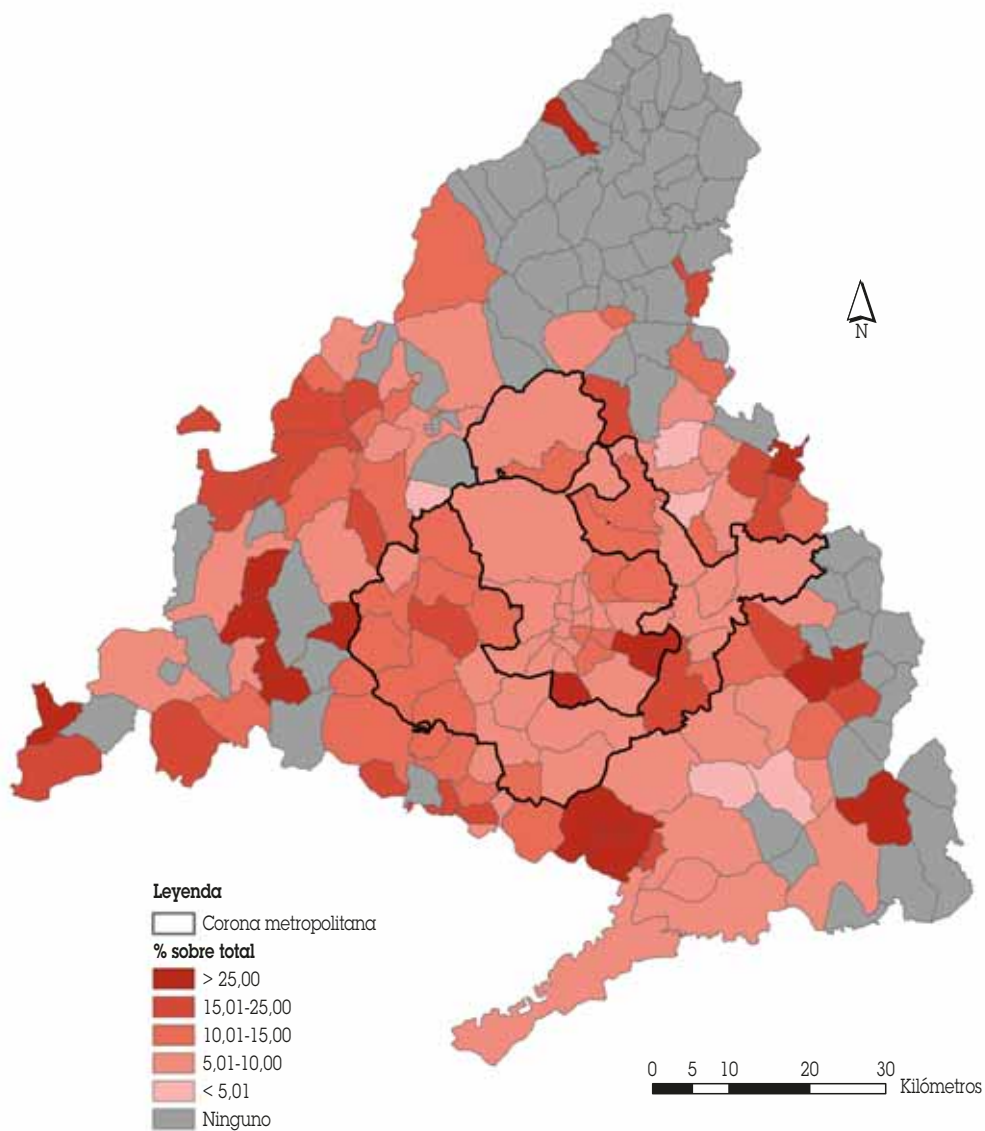 N
Leyenda
Corona metropolitana
% sobre total
> 25,00
15,01-25,00
10,01-15,00
5,01-10,00
< 5,01
Ninguno
0 5 10 20 30
Kilómetros